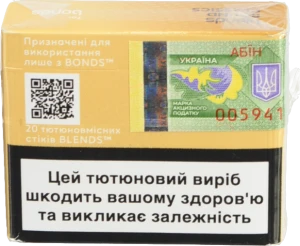 Призначені для
використання
лише з BONDS™
20 тютюновмісних
стіків BLENDS™
АБІН
УКРАЇНА
МАРКА
АКЦИЗНОГО
ПОДАТКУ
005941
Цей тютюновий виріб
шкодить вашому здоров'ю
та викликає залежність